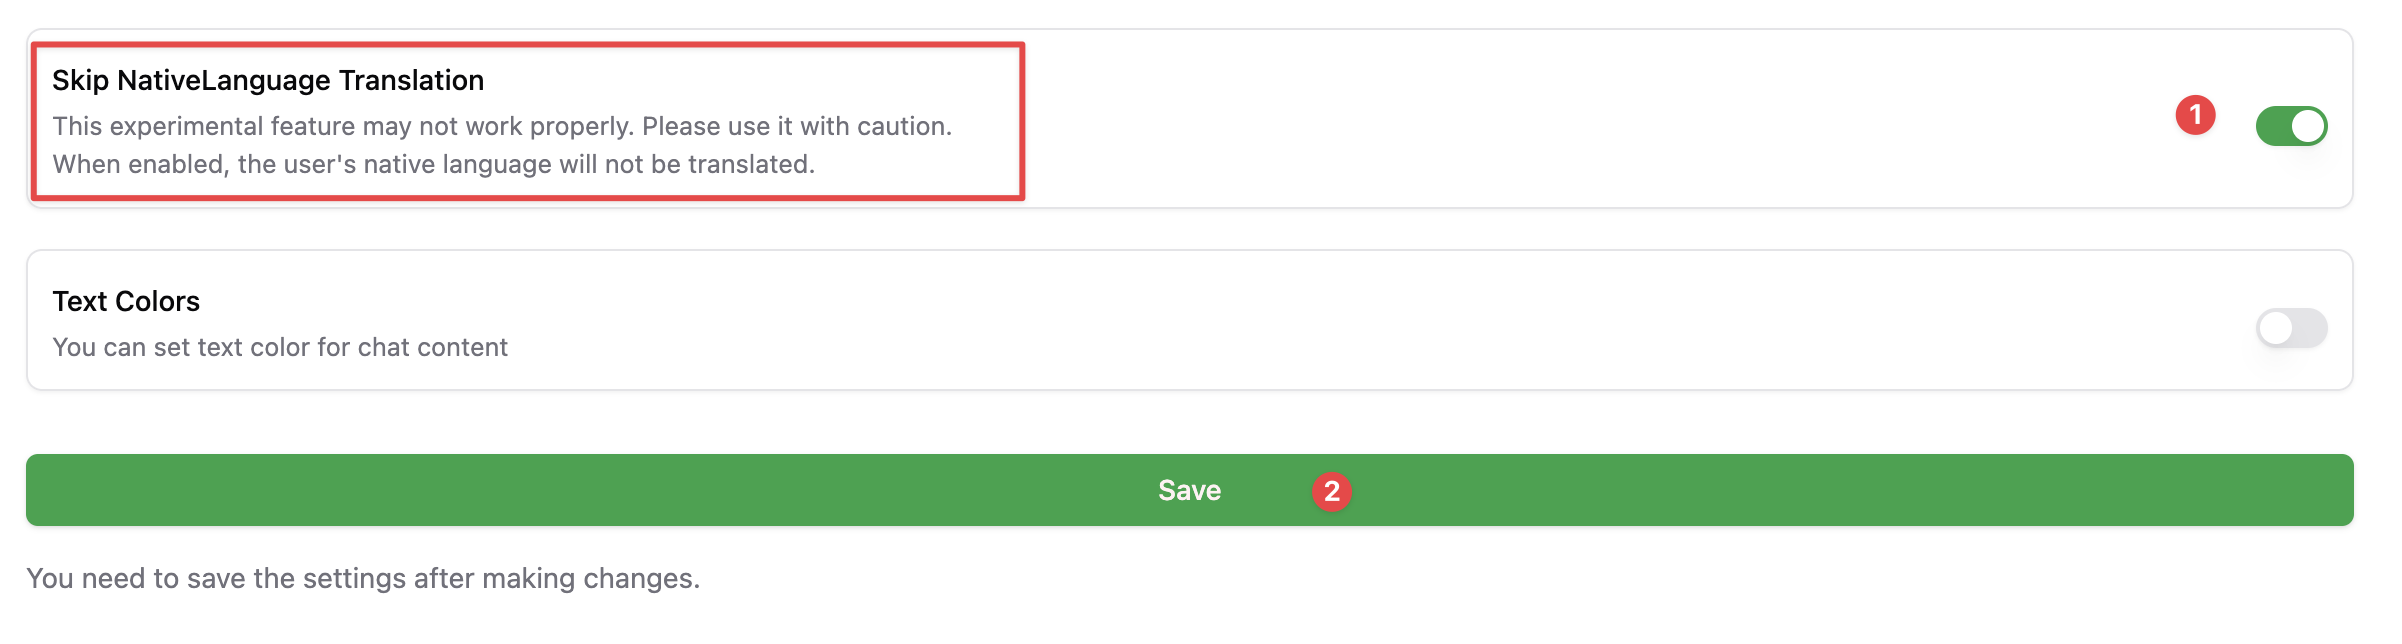 Skip NativeLanguage Translation
This experimental feature may not work properly. Please use it with caution.
When enabled, the user's native language will not be translated.
1
Text Colors
You can set text color for chat content
Save
2
You need to save the settings after making changes.